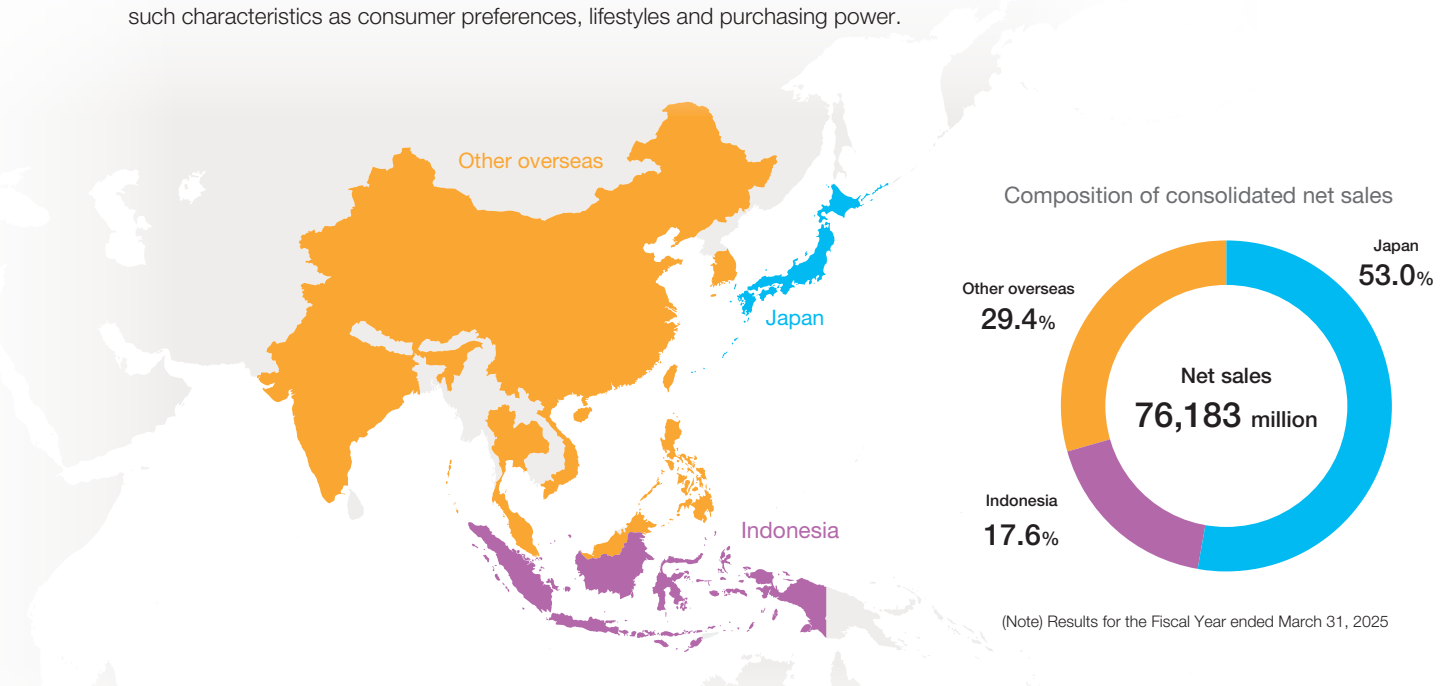 such characteristics as consumer preferences, lifestyles and purchasing power.
Other overseas
Japan
Indonesia
Composition of consolidated net sales
Japan
53.0%
Other overseas
29.4%
Net sales
76,183 million
Indonesia
17.6%
(Note) Results for the Fiscal Year ended March 31, 2025